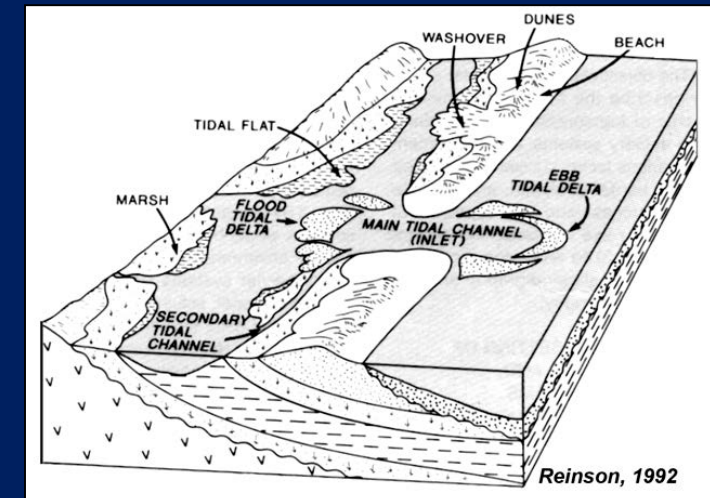 DUNES
WASHOVER
BEACH
TIDAL FLAT
EBB
TIDAL DELTA
MARSH
FLOOD
TIDAL
DELTA
MAIN TIDAL CHANNEL
(INLET)
SECONDARY
TIDAL
CHANNEL
Reinson, 1992